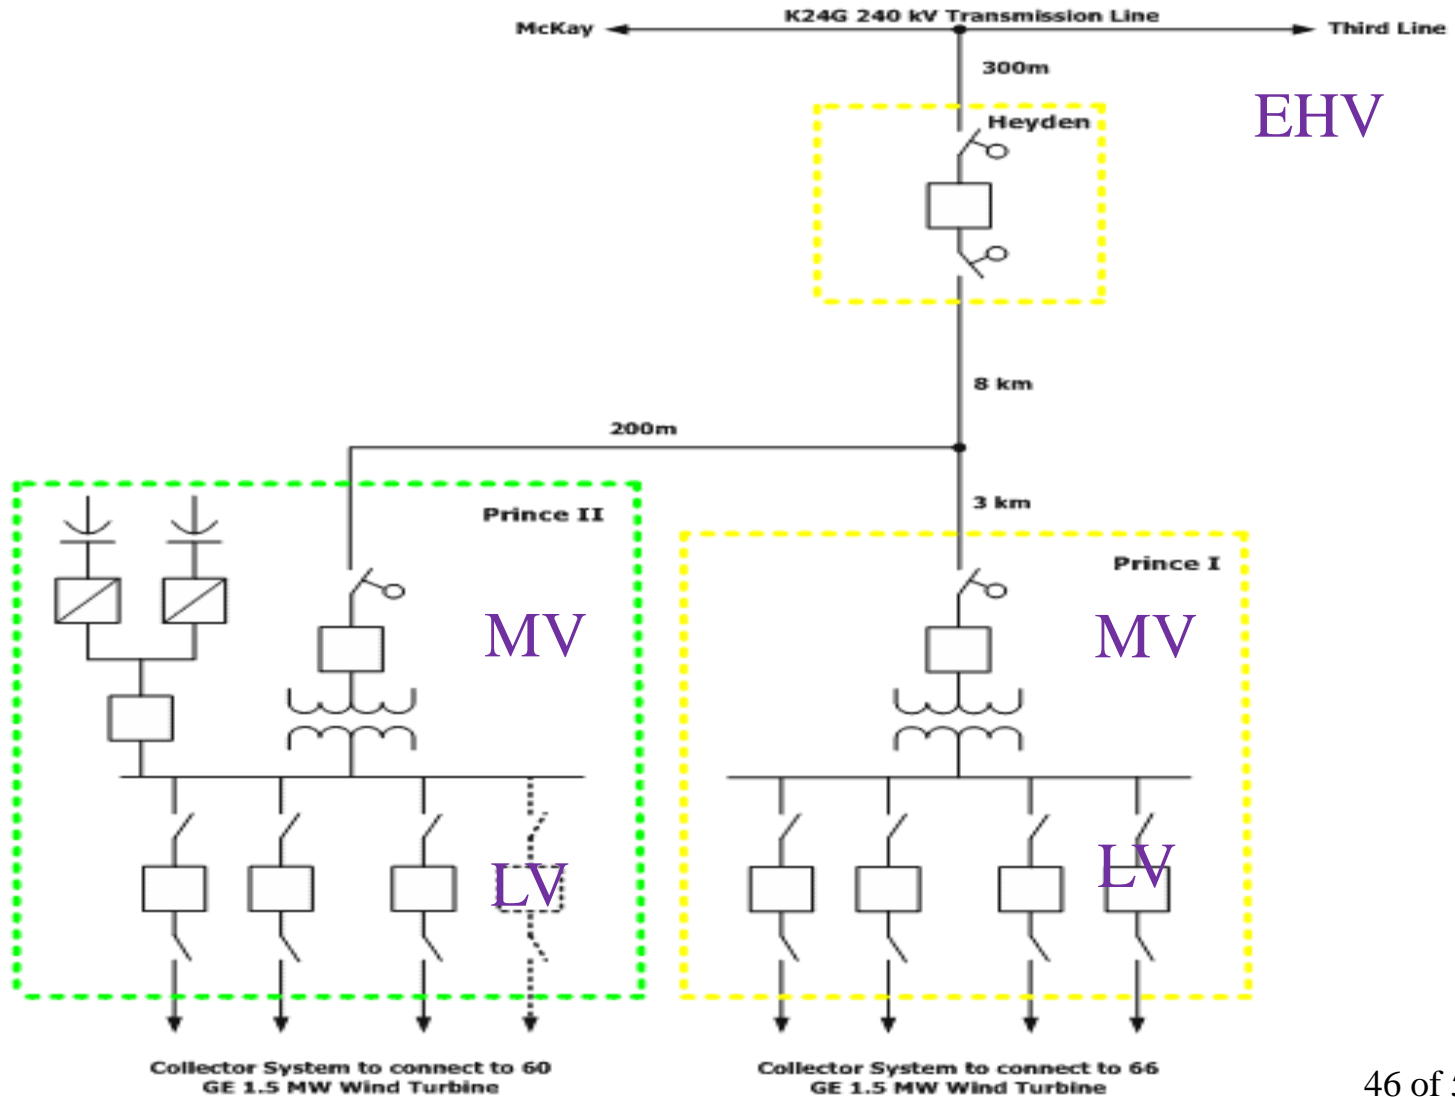 K24G 240 kV Transmission Line
McKay
Third Line
300m
EHV
Heyden
8 km
200m
3 km
Prince II
Prince I
MV
MV
LV
LV
Collector System to connect to 60
GE 1.5 MW Wind Turbine
Collector System to connect to 66
GE 1.5 MW Wind Turbine
46 of